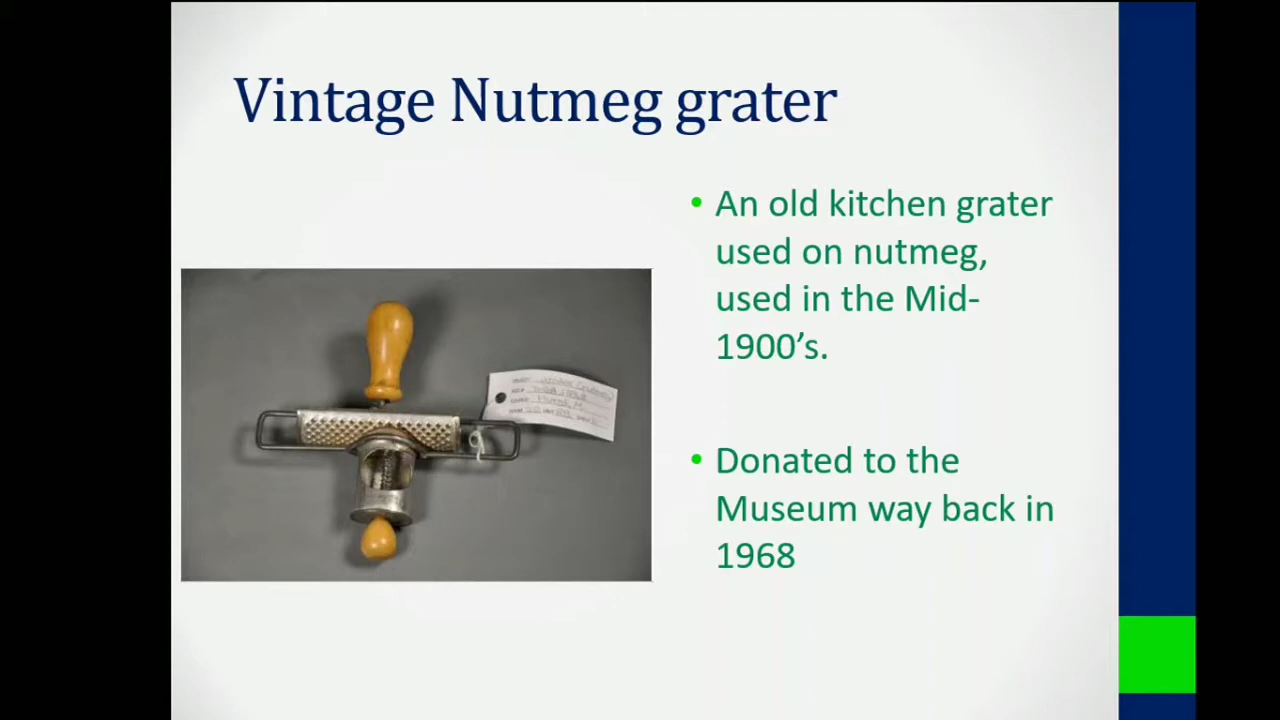 Vintage Nutmeg grater
• An old kitchen grater
used on nutmeg,
used in the Mid-
1900’s.
• Donated to the
Museum way back in
1968